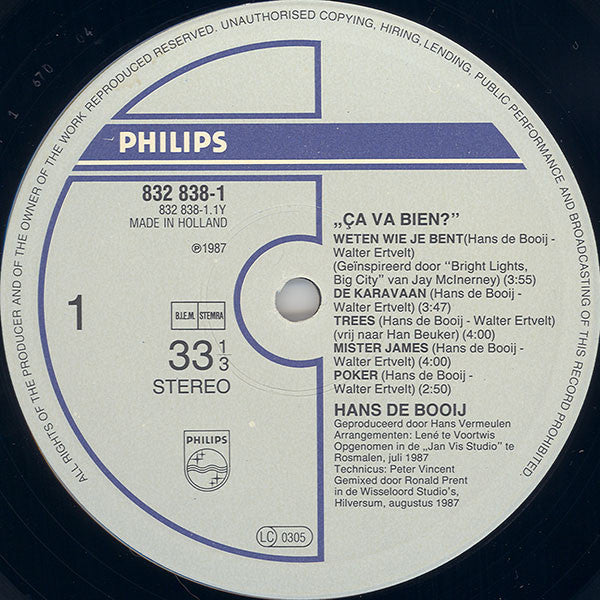 ALL RIGHTS OF THE PRODUCER AND OF THE OWNER OF THE WORK REPRODUCED RESERVED. UNAUTHORISED COPYING, HIRING, LENDING, PUBLIC PERFORMANCE AND BROADCASTING OF THIS RECORD PROHIBITED.
PHILIPS
832 838-1
832 838-1.1Y
MADE IN HOLLAND
℗1987
1
B.I.E.M. STEMRA
33 1/3
STEREO
PHILIPS
LC 0305
„ÇA VA BIEN?”
WETEN WIE JE BENT(Hans de Booij -
Walter Ertvelt)
(Geïnspireerd door “Bright Lights,
Big City” van Jay McInerney) (3:55)
DE KARAVAAN (Hans de Booij -
Walter Ertvelt) (3:47)
TREES (Hans de Booij - Walter Ertvelt)
(vrij naar Han Beuker) (4:00)
MISTER JAMES (Hans de Booij -
Walter Ertvelt) (4:00)
POKER (Hans de Booij -
Walter Ertvelt) (2:50)
HANS DE BOOIJ
Geproduceerd door Hans Vermeulen
Arrangementen: Lené te Voortwis
Opgenomen in de „Jan Vis Studio” te
Rosmalen, juli 1987
Technicus: Peter Vincent
Gemixed door Ronald Prent
in de Wisseloord Studio's,
Hilversum, augustus 1987